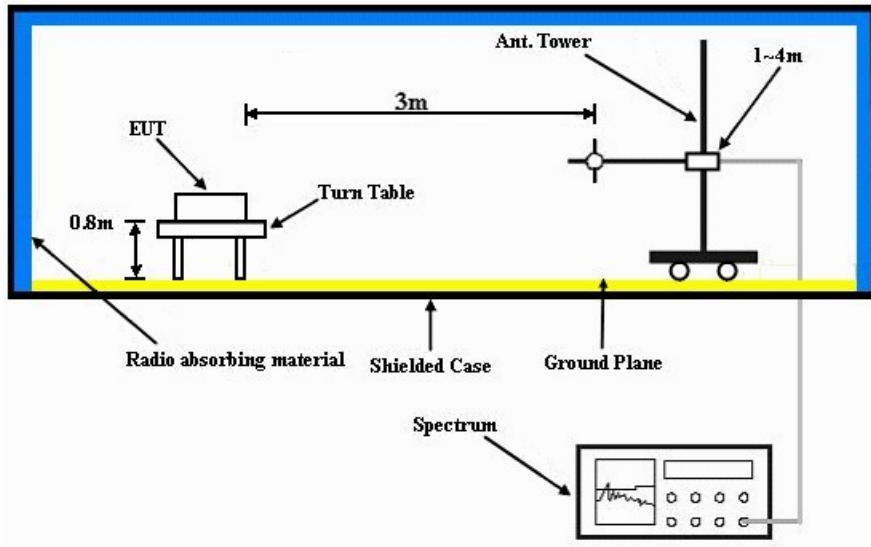 Ant. Tower
1~4m
3m
EUT
Turn Table
0.8m
Radio absorbing material
Shielded Case
Ground Plane
Spectrum